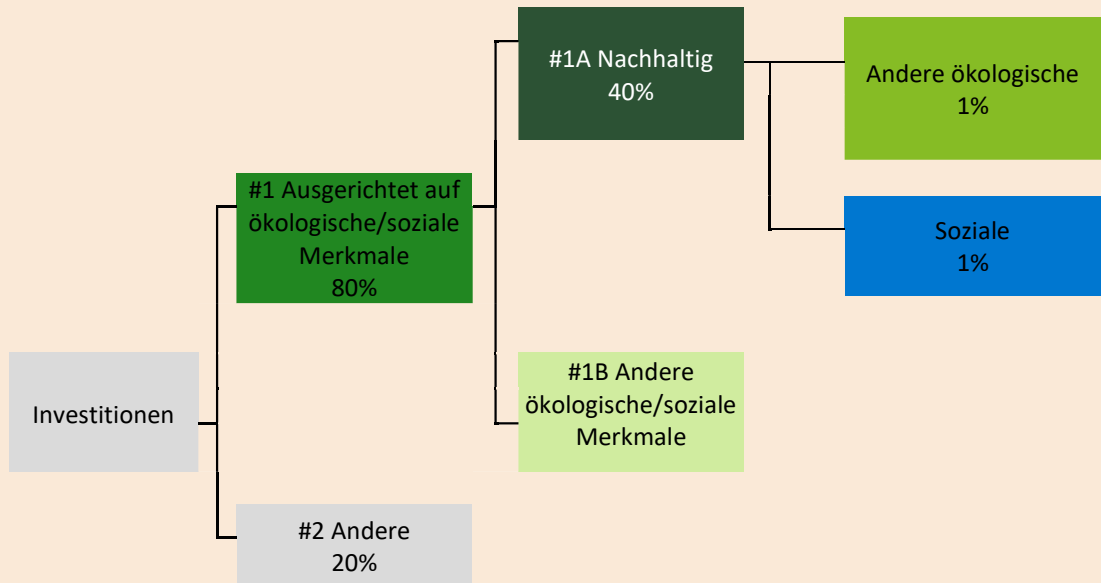 #1A Nachhaltig
40%
Andere ökologische
1%
#1 Ausgerichtet auf
ökologische/soziale
Merkmale
80%
Soziale
1%
Investitionen
#1B Andere
ökologische/soziale
Merkmale
#2 Andere
20%